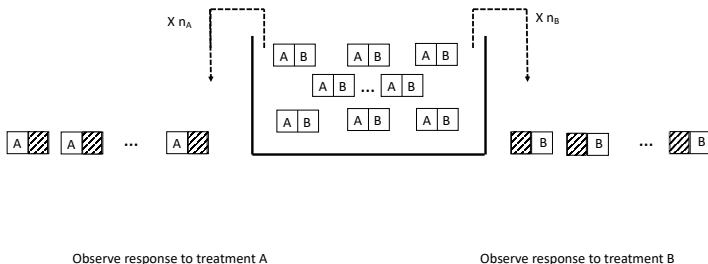 X nA X nB
A B A B A B
A B ... A B
A B A B A B
A A ... A B B ... B
Observe response to treatment A Observe response to treatment B